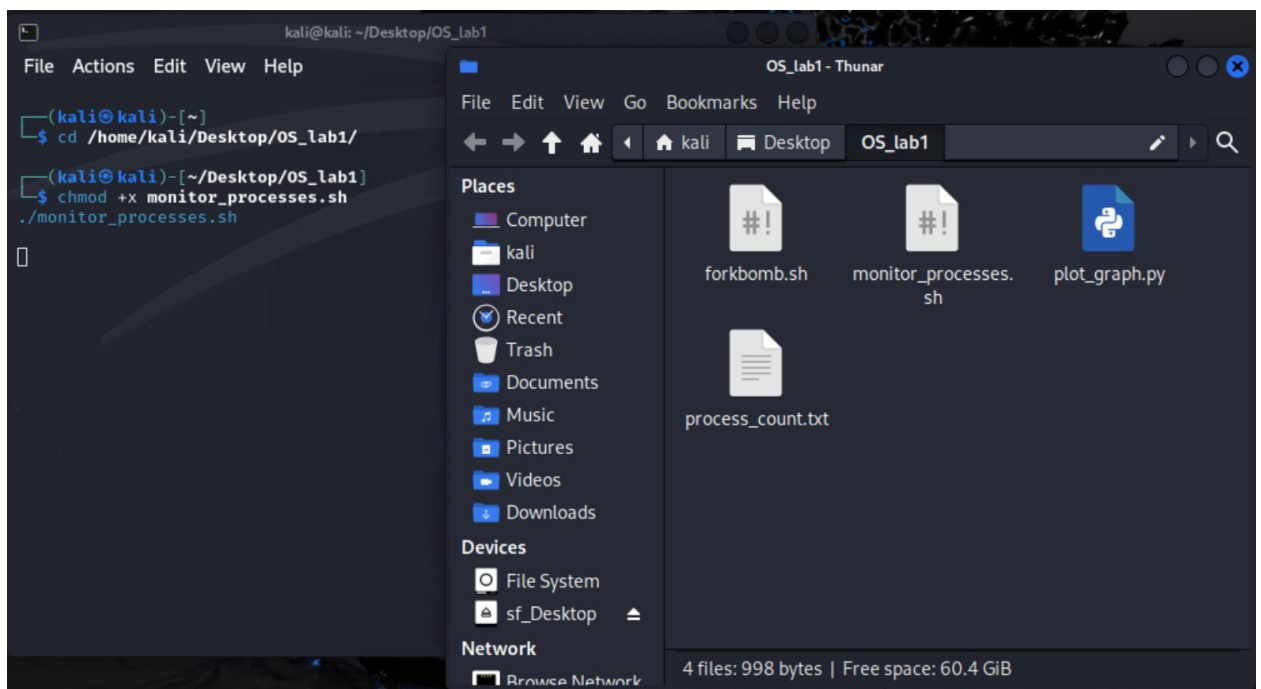 kali@kali: ~/Desktop/OS_lab1
File Actions Edit View Help
┌──(kali㉿kali)-[~]
└─$ cd /home/kali/Desktop/OS_lab1/
┌──(kali㉿kali)-[~/Desktop/OS_lab1]
└─$ chmod +x monitor_processes.sh
./monitor_processes.sh
OS_lab1 - Thunar
File Edit View Go Bookmarks Help
kali Desktop OS_lab1
Places
Computer
kali
Desktop
Recent
Trash
Documents
Music
Pictures
Videos
Downloads
Devices
File System
sf_Desktop
Network
Browse Network
#!
forkbomb.sh
#!
monitor_processes.
sh
plot_graph.py
process_count.txt
4 files: 998 bytes | Free space: 60.4 GiB